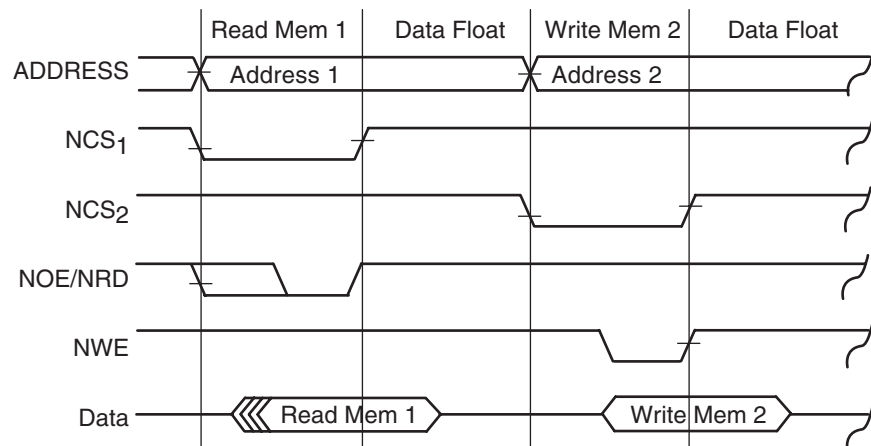 Read Mem 1 Data Float Write Mem 2 Data Float
ADDRESS Address 1 Address 2
NCS1
NCS2
NOE/NRD
NWE
Data Read Mem 1 Write Mem 2